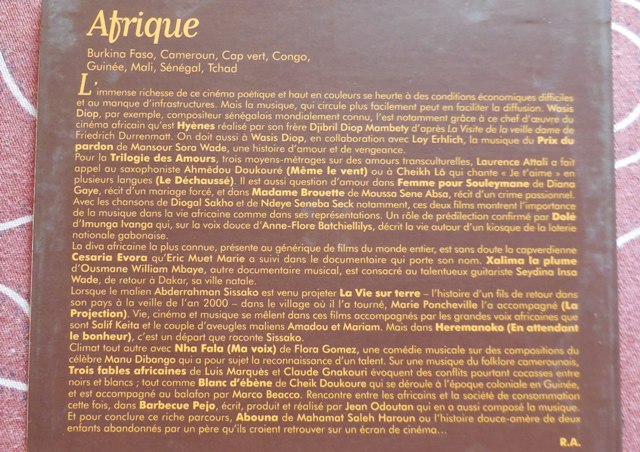 Afrique
Burkina Faso, Cameroun, Cap vert, Congo,
Guinée, Mali, Sénégal, Tchad
L'immense richesse de ce cinéma poétique et haut en couleurs se heurte à des conditions économiques difficiles
et au manque d'infrastructures. Mais la musique, qui circule plus facilement peut en faciliter la diffusion. Wasis
Diop, par exemple, compositeur sénégalais mondialement connu, l'est notamment grâce à ce chef d'œuvre du
cinéma africain qu'est Hyènes réalisé par son frère Djibril Diop Mambety d'après La Visite de la veille dame de
Friedrich Durrenmatt. On doit aussi à Wasis Diop, en collaboration avec Loy Erhlich, la musique du Prix du
pardon de Mansour Sora Wade, une histoire d'amour et de vengeance.
Pour la Trilogie des Amours, trois moyens-métrages sur des amours transculturelles, Laurence Attali a fait
appel au saxophoniste Ahmêdou Doukouré (Même le vent) ou à Cheikh Lô qui chante « Je t'aime » en
plusieurs langues (Le Déchaussé). Il est aussi question d'amour dans Femme pour Souleymane de Diana
Gaye, récit d'un mariage forcé, et dans Madame Brouette de Moussa Sene Absa, récit d'un crime passionnel.
Avec les chansons de Diogal Sakho et de Ndeye Seneba Seck notamment, ces deux films montrent l'importance
de la musique dans la vie africaine comme dans ses représentations. Un rôle de prédilection confirmé par Dolè
d'Imunga Ivanga qui, sur la voix douce d'Anne-Flore Batchiellilys, décrit la vie autour d'un kiosque de la loterie
nationale gabonaise.
La diva africaine la plus connue, présente au générique de films du monde entier, est sans doute la capverdienne
Cesaria Evora qu'Eric Muet Marie a suivi dans le documentaire qui porte son nom. Xalima la plume
d'Ousmane William Mbaye, autre documentaire musical, est consacré au talentueux guitariste Seydina Insa
Wade, de retour à Dakar, sa ville natale.
Lorsque le malien Abderrahman Sissako est venu projeter La Vie sur terre – l'histoire d'un fils de retour dans
son pays à la veille de l'an 2000 – dans le village où il l'a tourné, Marie Poncheville l'a accompagné (La
Projection). Vie, cinéma et musique se mêlent dans ces films accompagnés par les grandes voix africaines que
sont Salif Keita et le couple d'aveugles maliens Amadou et Mariam. Mais dans Heremanoko (En attendant
le bonheur), c'est un départ que raconte Sissako.
Climat tout autre avec Nha Fala (Ma voix) de Flora Gomez, une comédie musicale sur des compositions du
célèbre Manu Dibango qui a pour sujet la reconnaissance d'un talent. Sur une musique du folklore camerounais,
Trois fables africaines de Luis Marquès et Claude Gnakouri évoquent des conflits pourtant cocasses entre
noirs et blancs ; tout comme Blanc d'ébène de Cheik Doukoure qui se déroule à l'époque coloniale en Guinée,
et est accompagné au balafon par Marco Beacco. Rencontre entre les africains et la société de consommation
cette fois, dans Barbecue Pejo, écrit, produit et réalisé par Jean Odoutan qui en a aussi composé la musique.
Et pour conclure ce riche parcours, Abouna de Mahamat Saleh Haroun ou l'histoire douce-amère de deux
enfants abandonnés par un père qu'ils croient retrouver sur un écran de cinéma...
R.A.